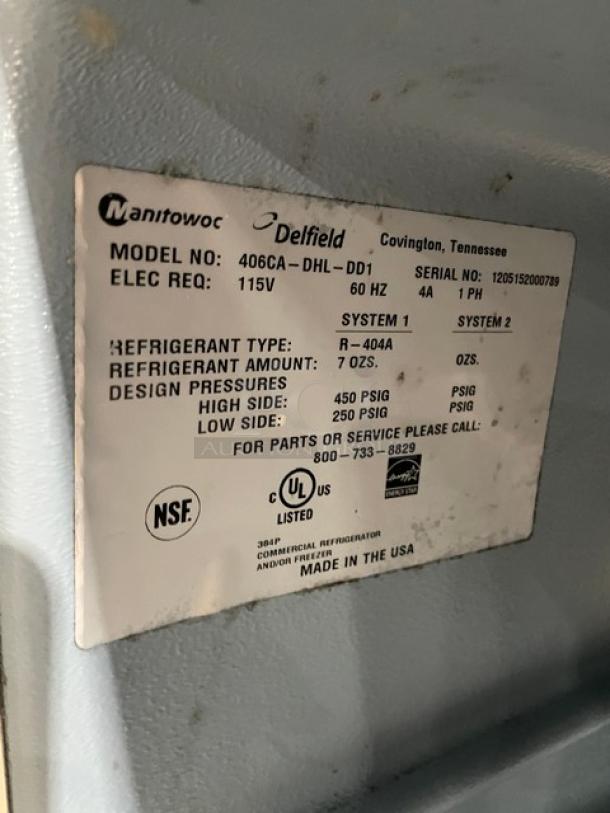 Manitowoc Delfield Covington, Tennessee
MODEL NO: 406CA-DHL-DD1 SERIAL NO: 1205152000789
ELEC REQ: 115V 60 HZ 4A 1 PH
SYSTEM 1 SYSTEM 2
REFRIGERANT TYPE: R-404A
REFRIGERANT AMOUNT: 7 OZS. OZS.
DESIGN PRESSURES
HIGH SIDE: 450 PSIG PSIG
LOW SIDE: 250 PSIG PSIG
FOR PARTS OR SERVICE PLEASE CALL:
800-733-8829
NSF.
C UL US
LISTED
ENERGY STAR
384P
COMMERCIAL REFRIGERATOR
AND/OR FREEZER
MADE IN THE USA